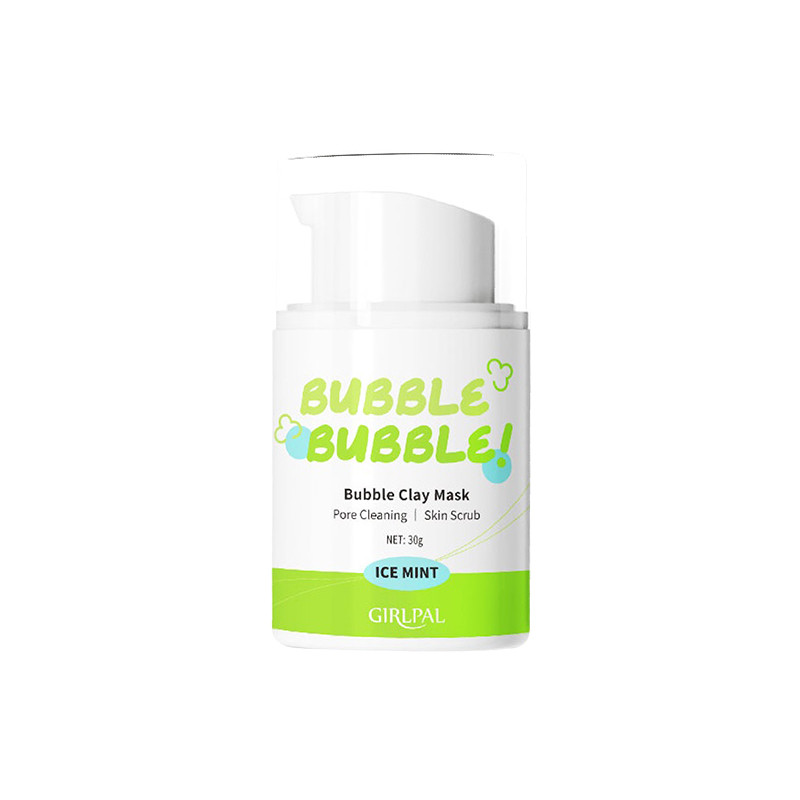 BUBBLE
BUBBLE!
Bubble Clay Mask
Pore Cleaning | Skin Scrub
NET: 30g
ICE MINT
GIRLPAL